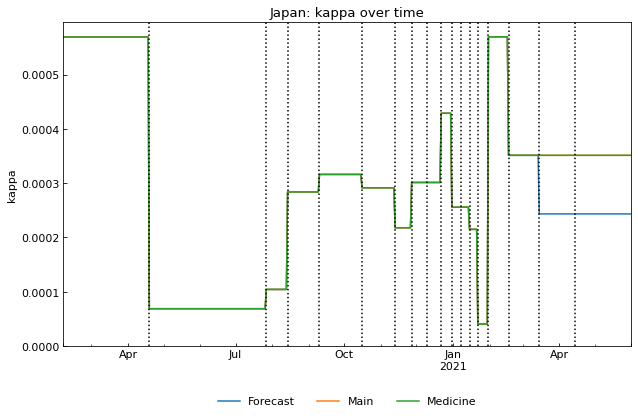 Japan: kappa over time
0.0005
0.0004
0.0003
0.0002
0.0001
0.0000
kappa
Apr Jul Oct Jan Apr
2021
Forecast Main Medicine